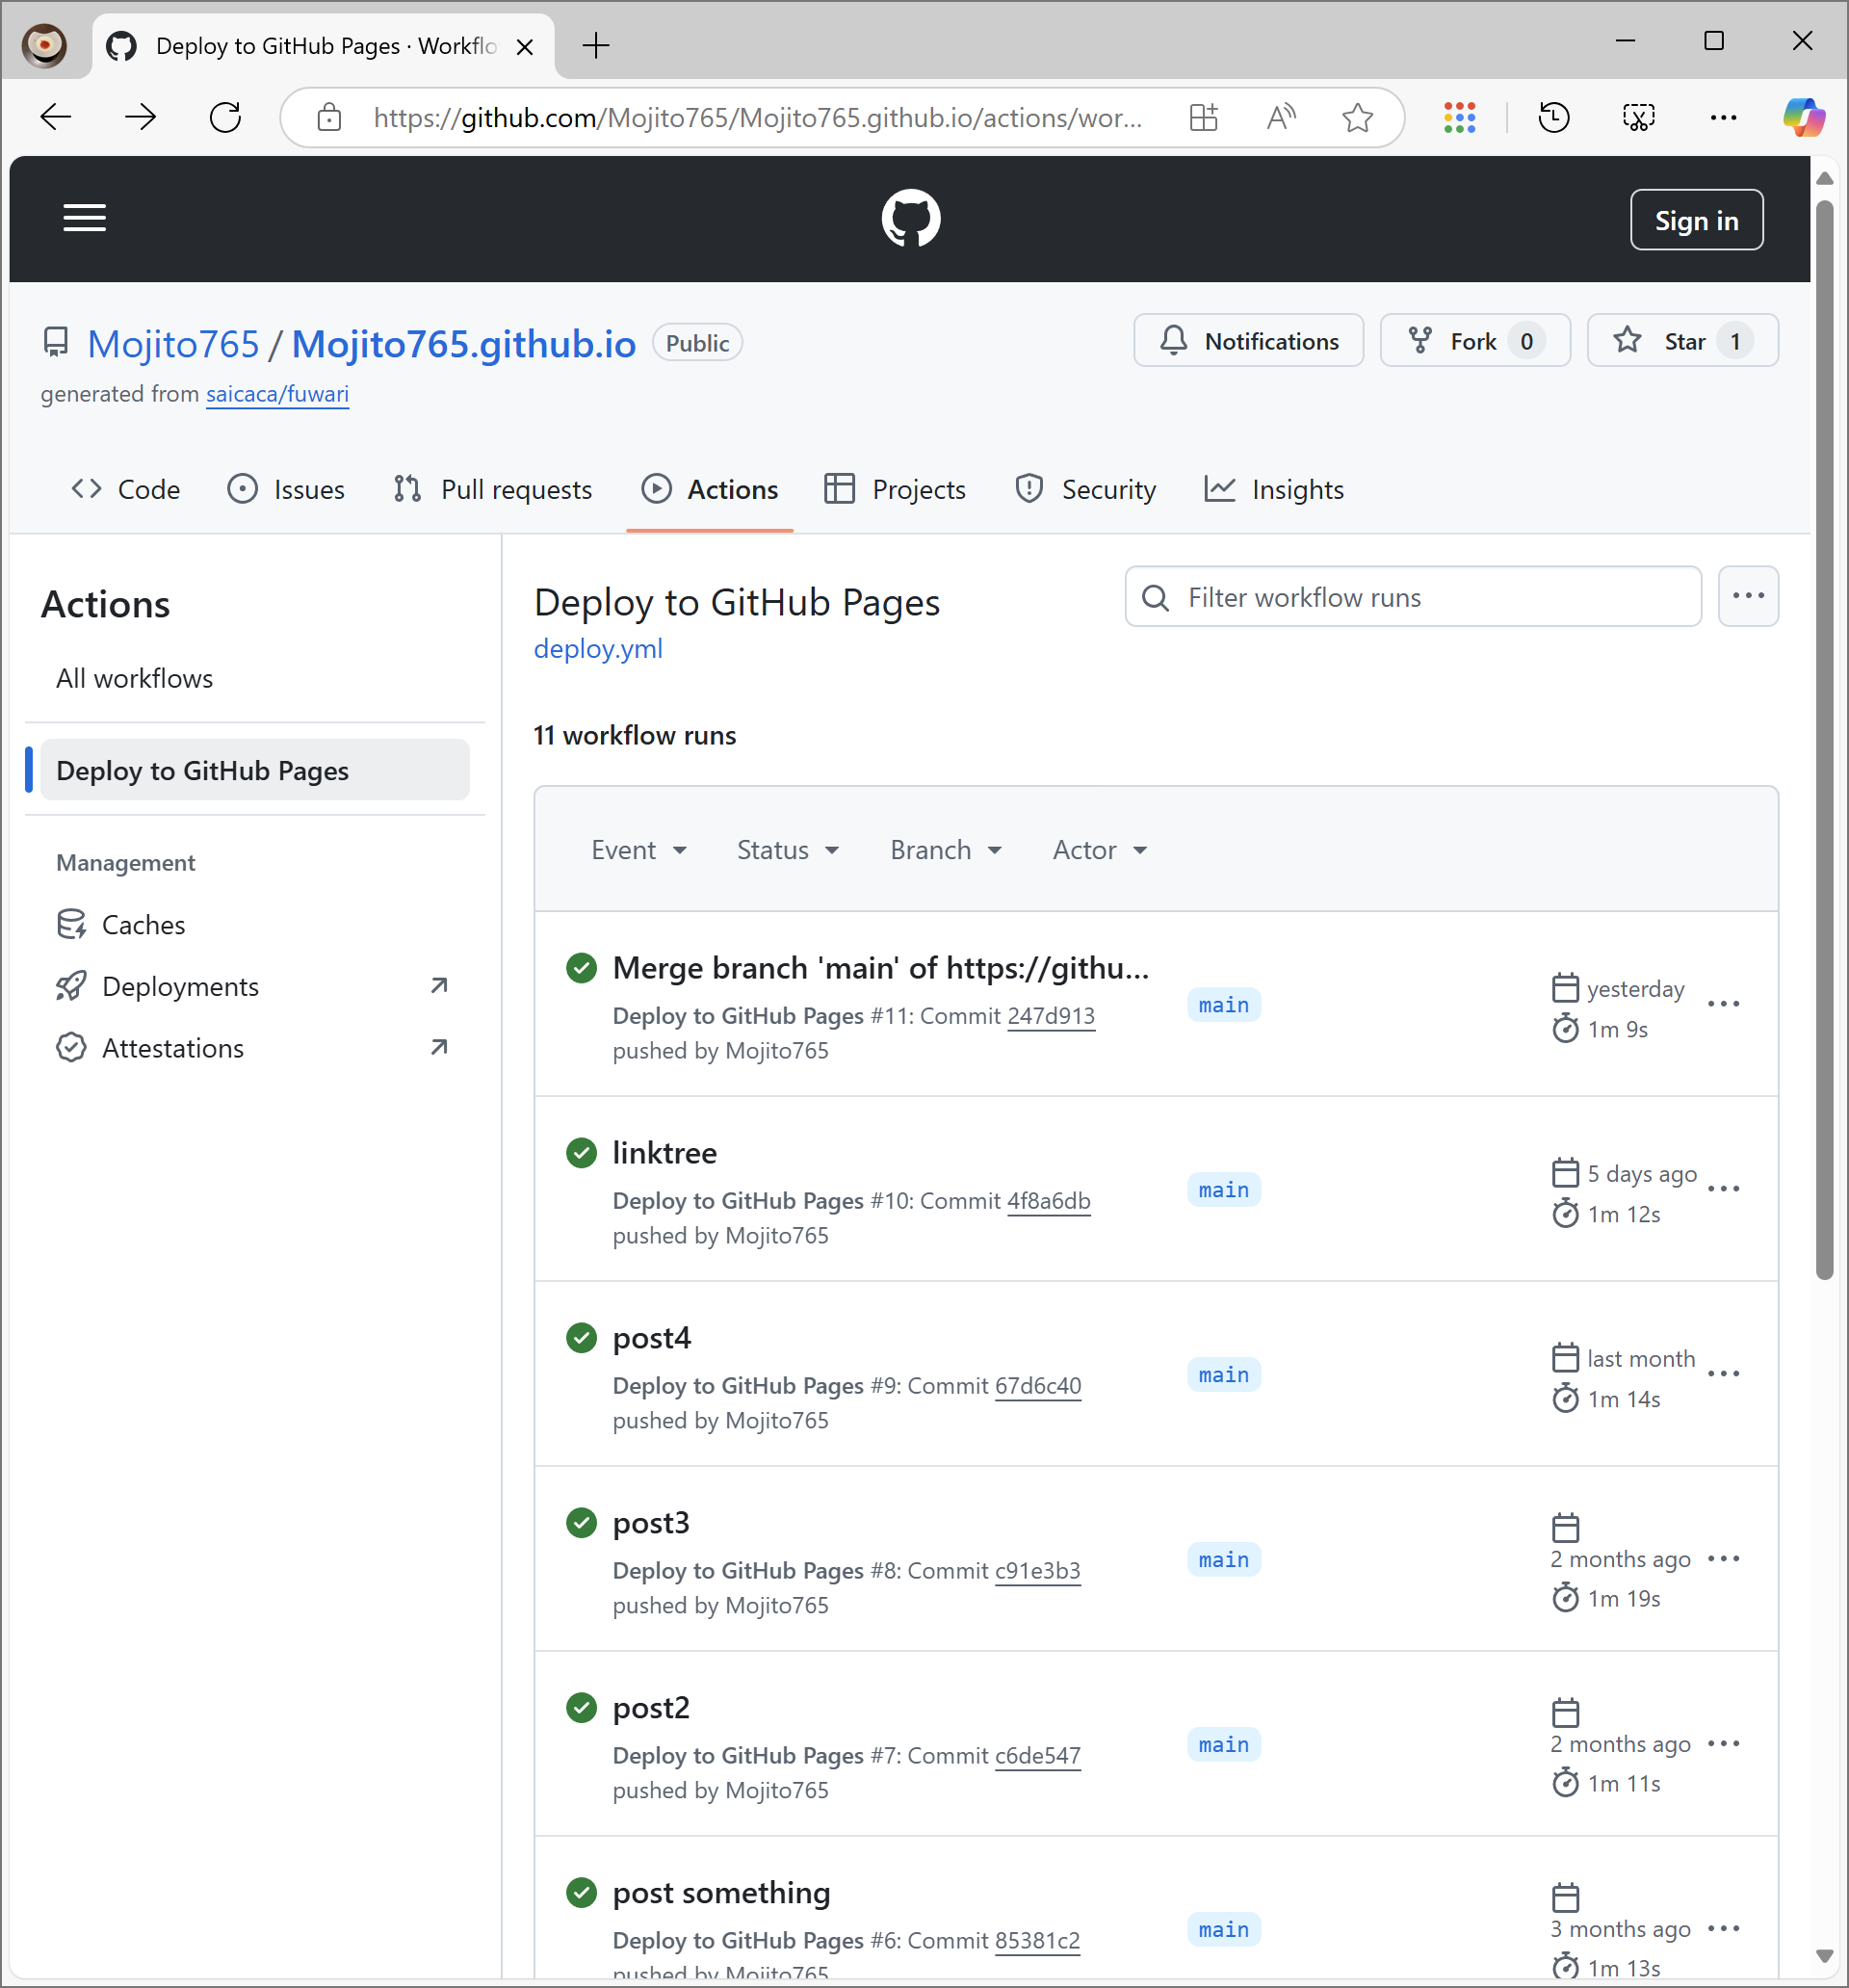 Deploy to GitHub Pages · Workflo
https://github.com/Mojito765/Mojito765.github.io/actions/wor...
Sign in
Mojito765 / Mojito765.github.io Public
Notifications
Fork 0
Star 1
generated from saicaca/fuwari
Code
Issues
Pull requests
Actions
Projects
Security
Insights
Actions
All workflows
Deploy to GitHub Pages
Management
Caches
Deployments
Attestations
Deploy to GitHub Pages
deploy.yml
Filter workflow runs
11 workflow runs
Event
Status
Branch
Actor
Merge branch 'main' of https://githu...
Deploy to GitHub Pages #11: Commit 247d913
pushed by Mojito765
main
yesterday
1m 9s
linktree
Deploy to GitHub Pages #10: Commit 4f8a6db
pushed by Mojito765
main
5 days ago
1m 12s
post4
Deploy to GitHub Pages #9: Commit 67d6c40
pushed by Mojito765
main
last month
1m 14s
post3
Deploy to GitHub Pages #8: Commit c91e3b3
pushed by Mojito765
main
2 months ago
1m 19s
post2
Deploy to GitHub Pages #7: Commit c6de547
pushed by Mojito765
main
2 months ago
1m 11s
post something
Deploy to GitHub Pages #6: Commit 85381c2
pushed by Mojito765
main
3 months ago
1m 13s